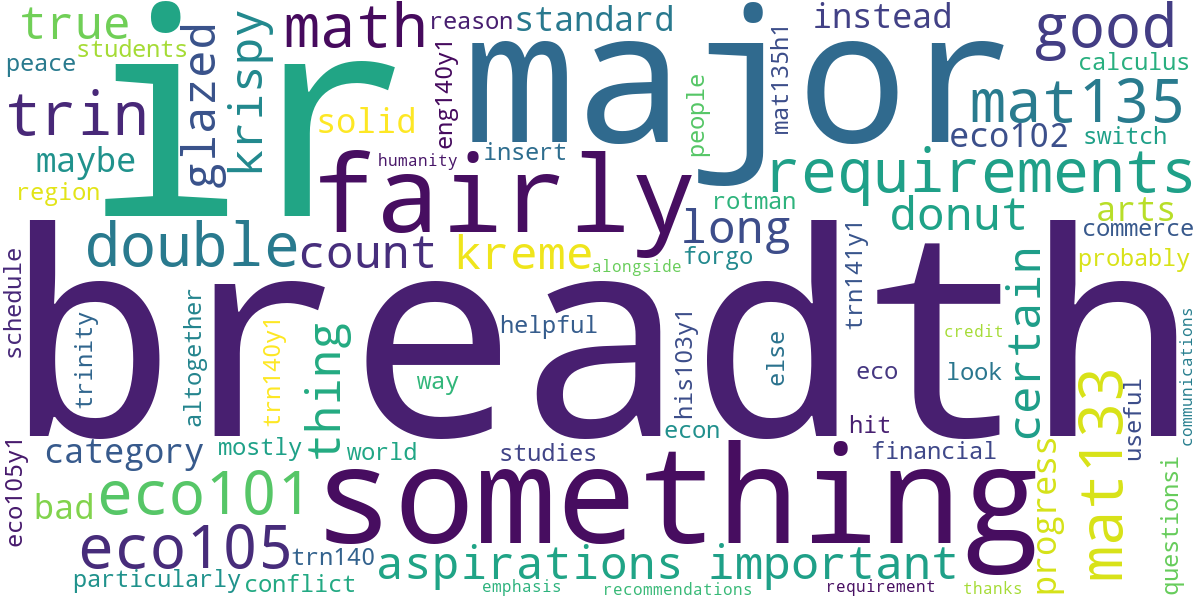 true
students
peace
ir
glazed
krispy
math
reason
standard
eng140y1
major
people
mat135h1
instead
good
calculus
mat135
eco102
switch
trin
solid
maybe
humanity
insert
region
fairly
requirements
rotman
donut
arts
commerce
double
count
kreme
long
forgo
alongside
probably
schedule
breadth
trinity
altogether
trn140y1
thing
helpful
way
his103y1
else
trn141y1
eco
look
credit
certain
communications
hit
econ
mat133
useful
category
mostly
world
studies
financial
eco105y1
bad
eco101
something
progress
questionsi
eco105
trn140
aspirations
important
particularly
conflict
emphasis
recommendations
requirement
thanks